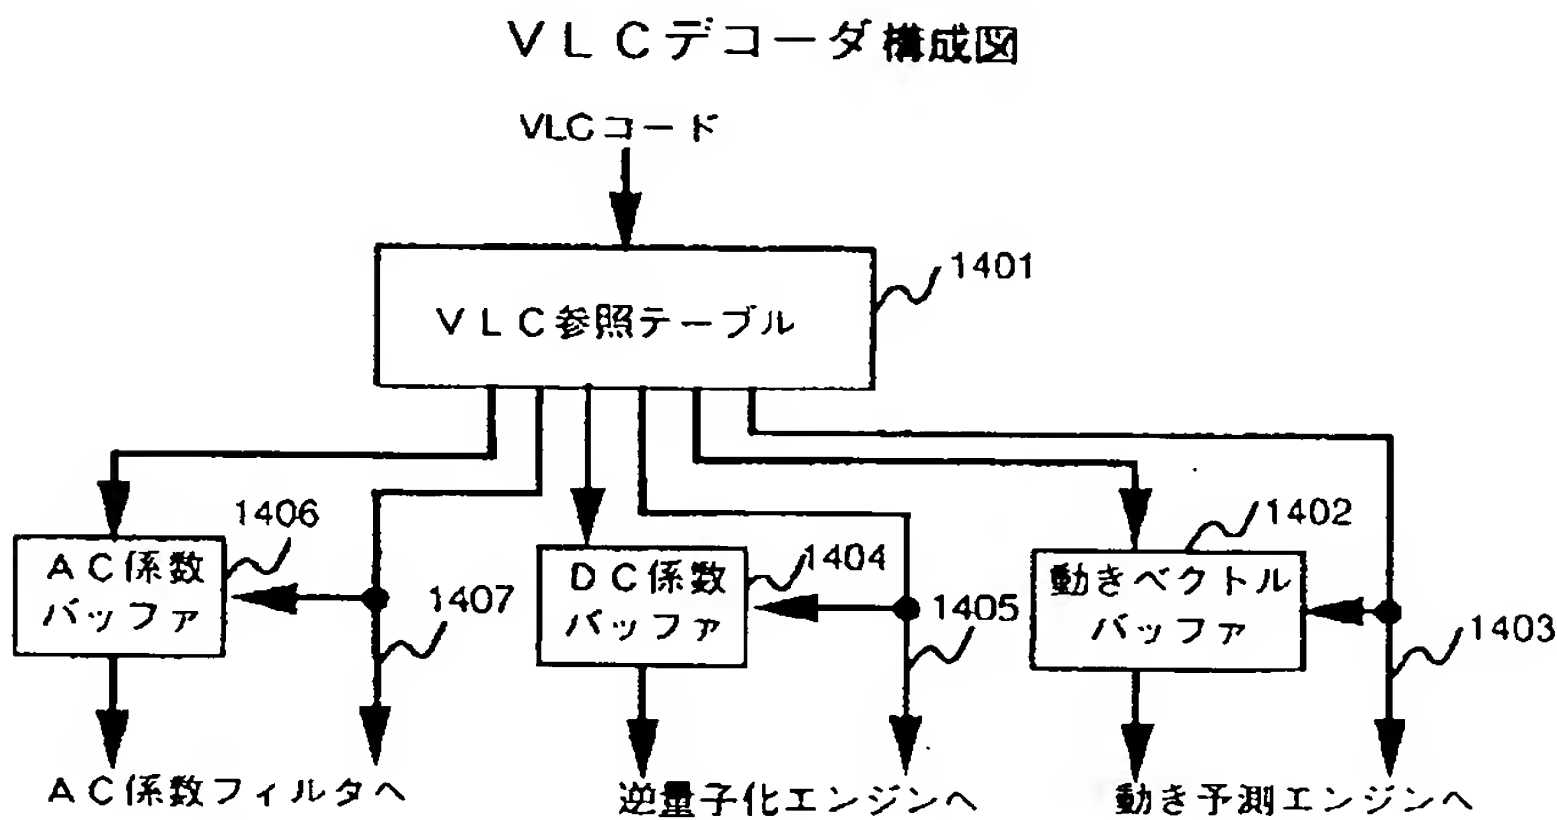 VLCデコーダ構成図
VLCコード
1401
VLC参照テーブル
1406
AC係数
バッファ
1407
1404
DC係数
バッファ
1405
1402
動きベクトル
バッファ
1403
AC係数フィルタへ
逆量子化エンジンへ
動き予測エンジンへ